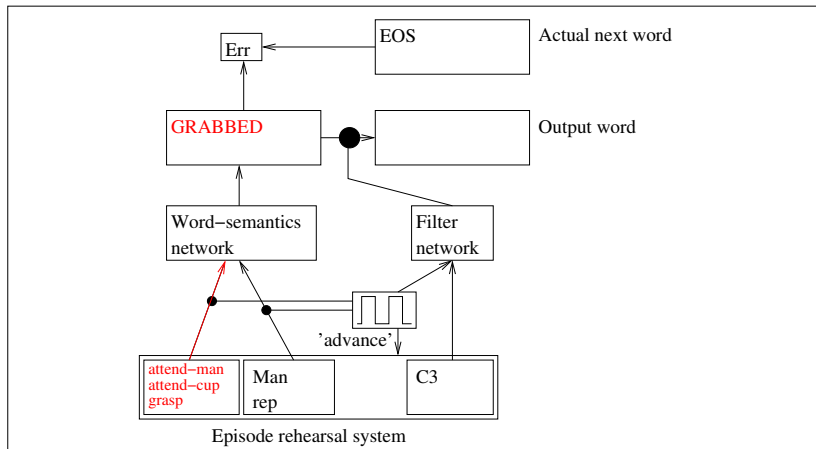 EOS
Actual next word
Err
GRABBED
Output word
Word−semantics
network
Filter
network
'advance'
attend−man
attend−cup
grasp
Man
rep
C3
Episode rehearsal system